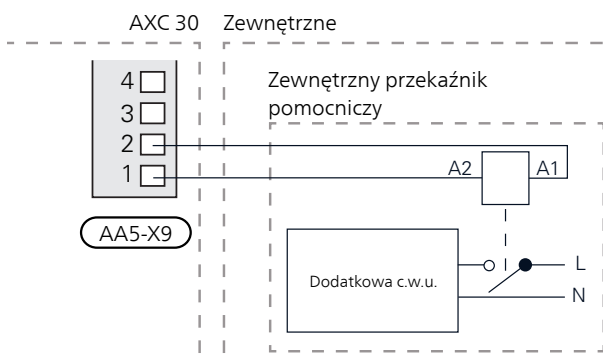 AXC 30
Zewnętrzne
Zewnętrzny przekaźnik
pomocniczy
4
3
2
1
A2
A1
AA5-X9
Dodatkowa c.w.u.
L
N